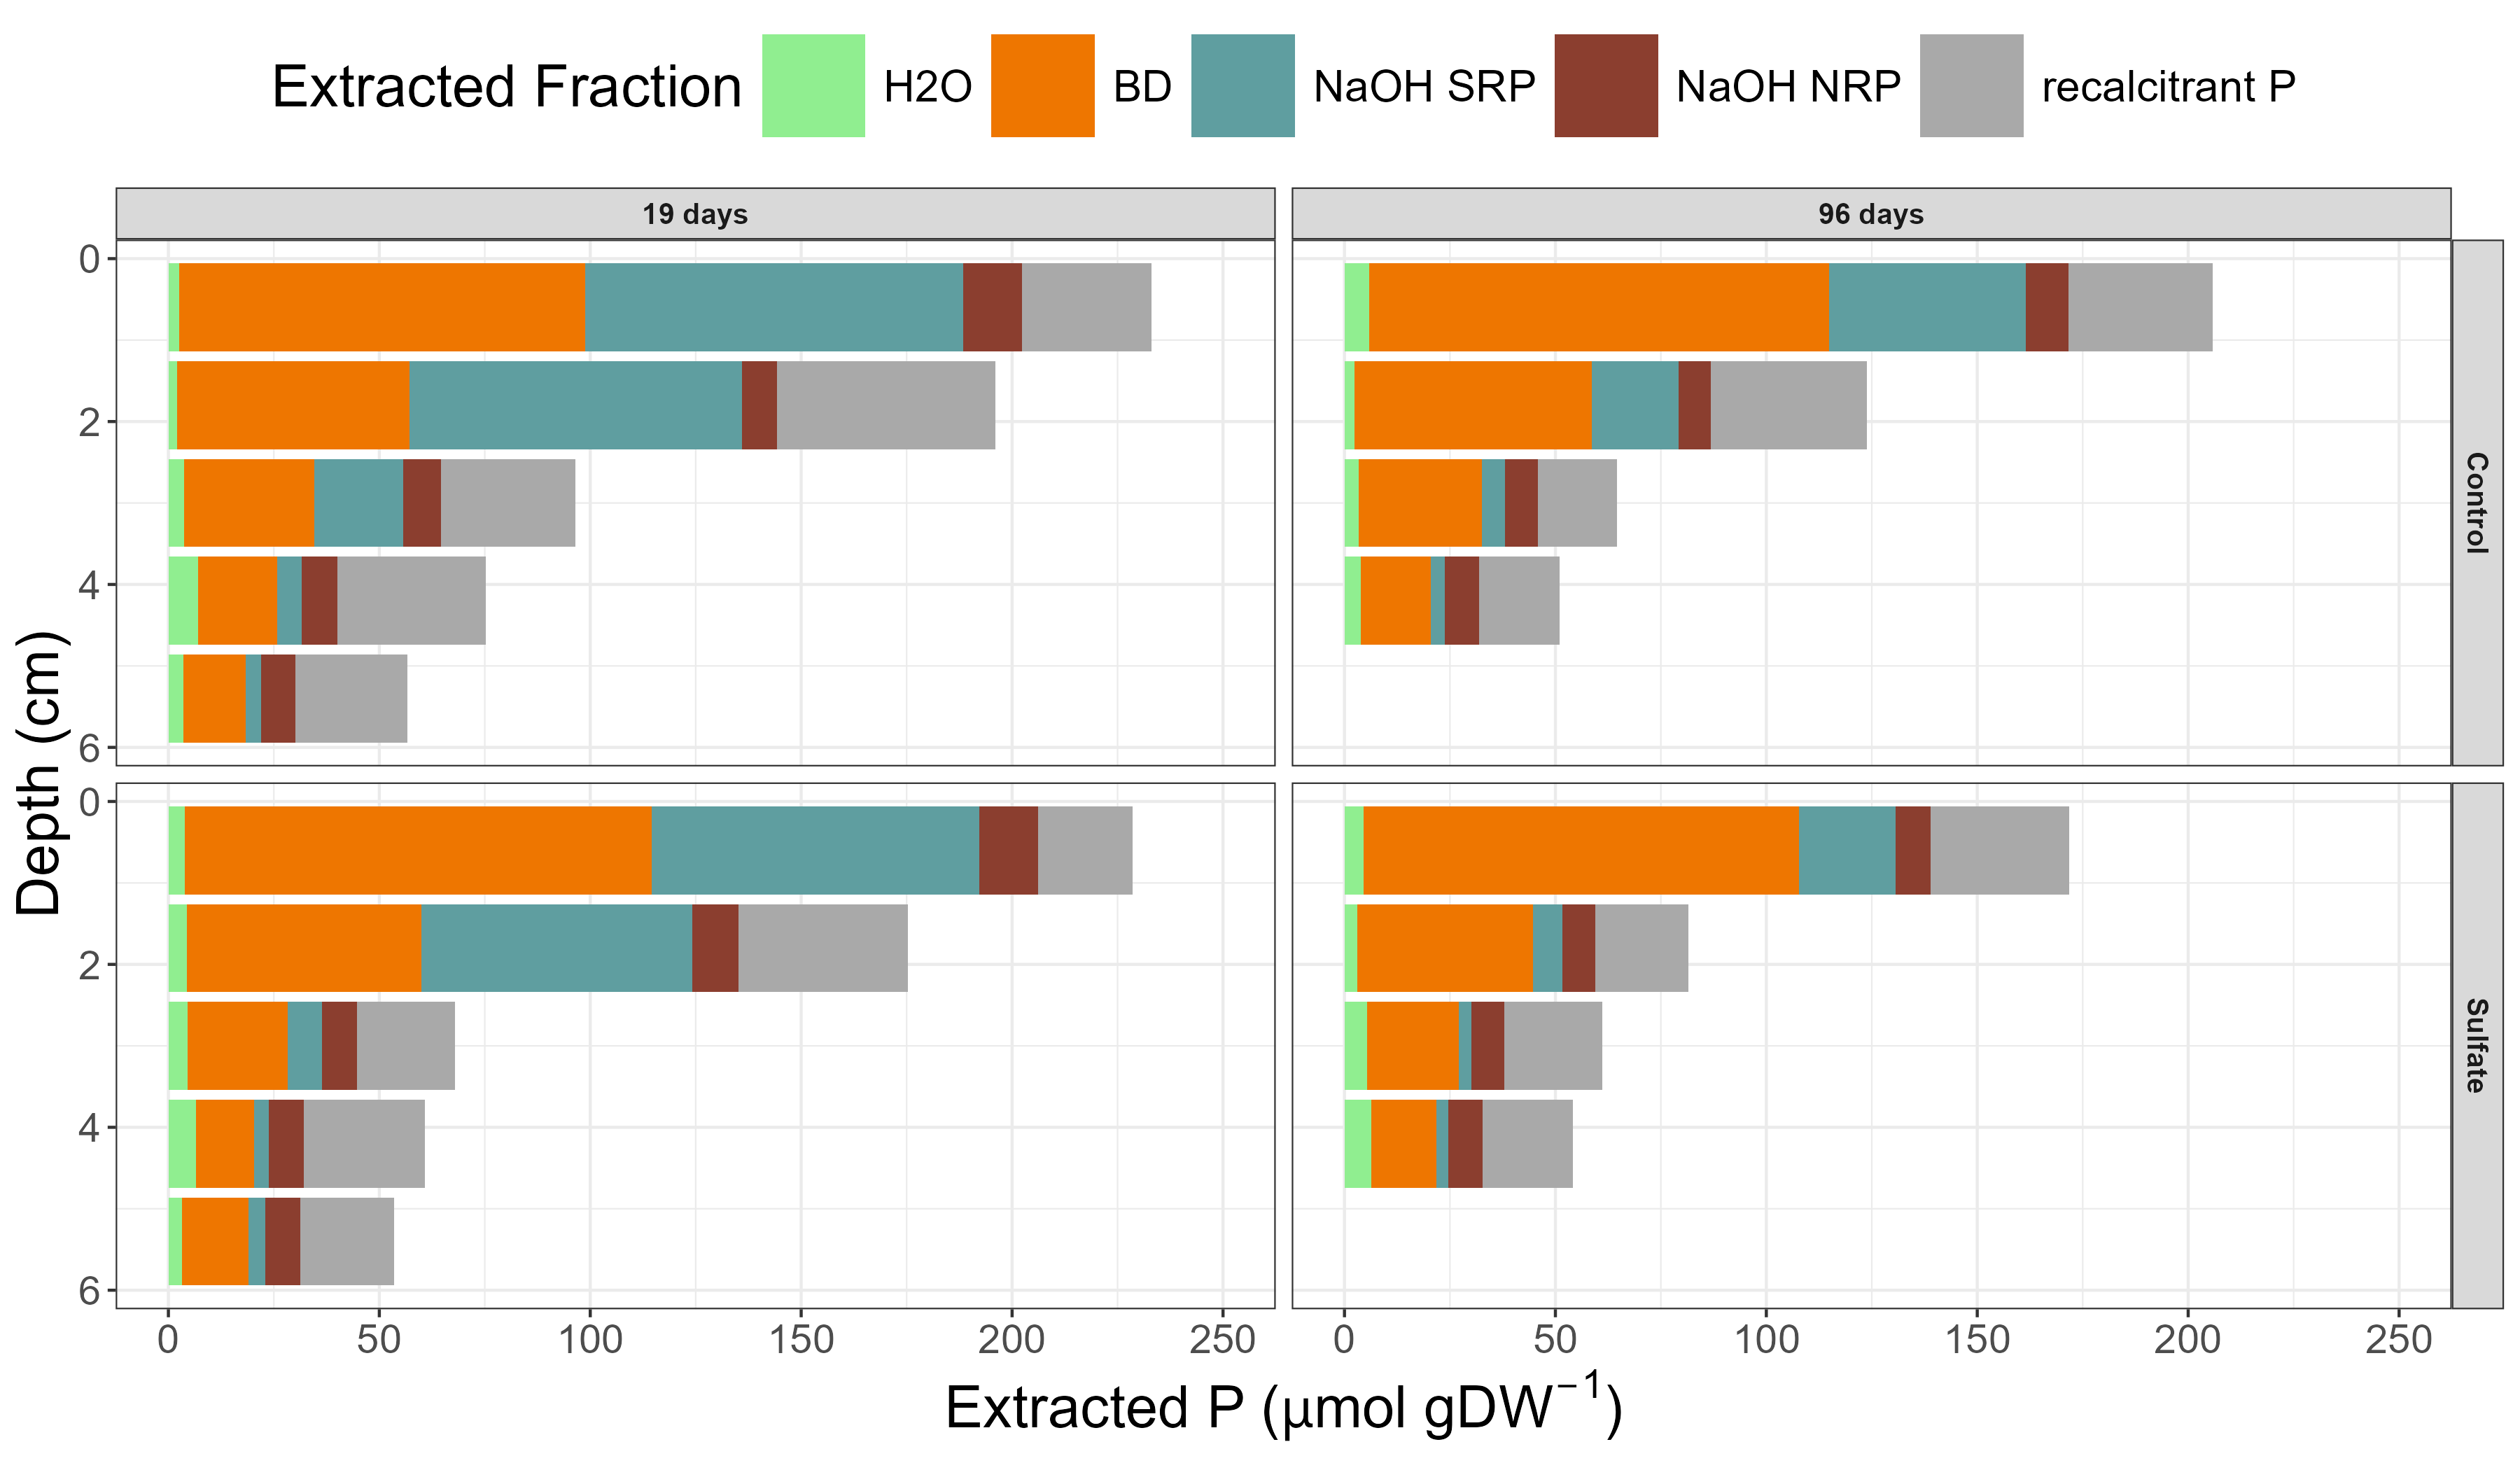 Extracted Fraction H2O BD NaOH SRP NaOH NRP recalcitrant P
19 days 96 days
Control
Sulfate
Depth (cm)
0
2
4
6
0
2
4
6
0 50 100 150 200 250 0 50 100 150 200 250
Extracted P (µmol gDW⁻¹)